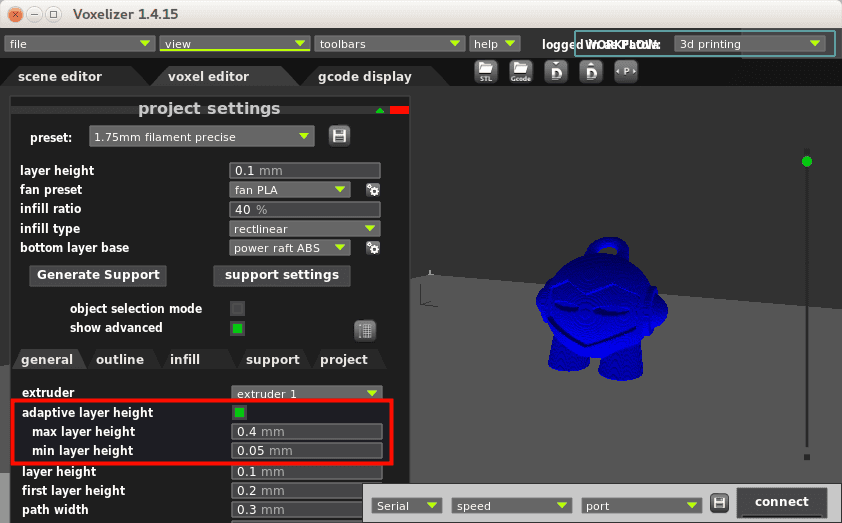 Voxelizer 1.4.15
file view toolbars help WORKFLOW: 3d printing
scene editor voxel editor gcode display STL Gcode D D P
project settings
preset: 1.75mm filament precise
layer height 0.1 mm
fan preset fan PLA
infill ratio 40 %
infill type rectlinear
bottom layer base power raft ABS
Generate Support support settings
object selection mode
show advanced
general outline infill support project
extruder extruder 1
adaptive layer height
max layer height 0.4 mm
min layer height 0.05 mm
layer height 0.1 mm
first layer height 0.2 mm
path width 0.3 mm
Serial speed port connect